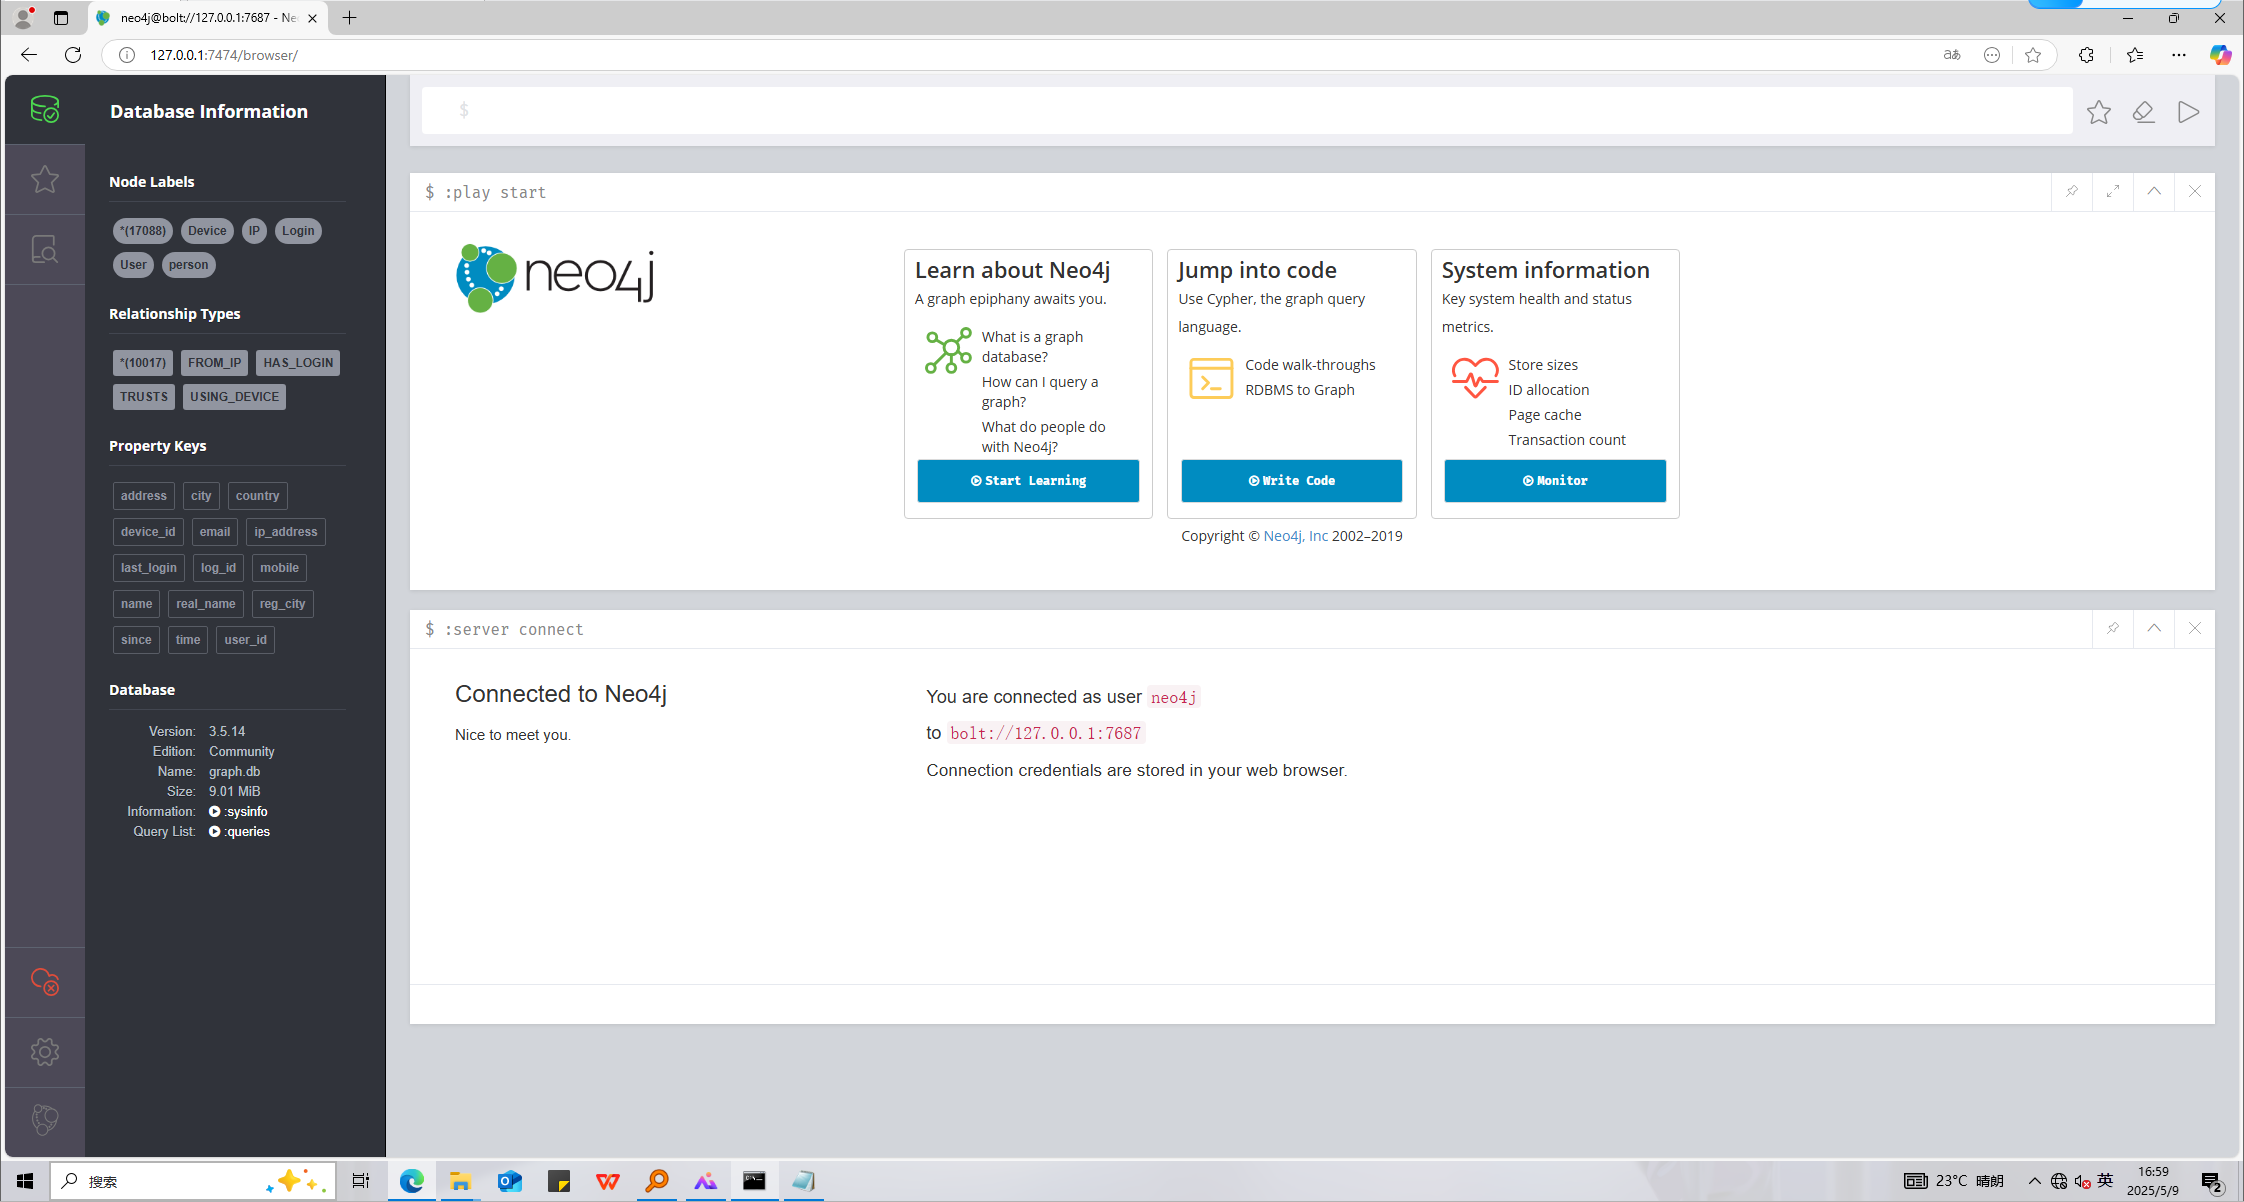 neo4j@bolt://127.0.0.1:7687 - Ne
127.0.0.1:7474/browser/
aあ
Database Information
Node Labels
*(17088) Device IP Login
User person
Relationship Types
*(10017) FROM_IP HAS_LOGIN
TRUSTS USING_DEVICE
Property Keys
address city country
device_id email ip_address
last_login log_id mobile
name real_name reg_city
since time user_id
Database
Version: 3.5.14
Edition: Community
Name: graph.db
Size: 9.01 MiB
Information: :sysinfo
Query List: :queries
$
$ :play start
neo4j
Learn about Neo4j
A graph epiphany awaits you.
What is a graph
database?
How can I query a
graph?
What do people do
with Neo4j?
Start Learning
Jump into code
Use Cypher, the graph query
language.
Code walk-throughs
RDBMS to Graph
Write Code
System information
Key system health and status
metrics.
Store sizes
ID allocation
Page cache
Transaction count
Monitor
Copyright © Neo4j, Inc 2002–2019
$ :server connect
Connected to Neo4j
Nice to meet you.
You are connected as user neo4j
to bolt://127.0.0.1:7687
Connection credentials are stored in your web browser.
搜索
23°C 晴朗
英
16:59
2025/5/9
2